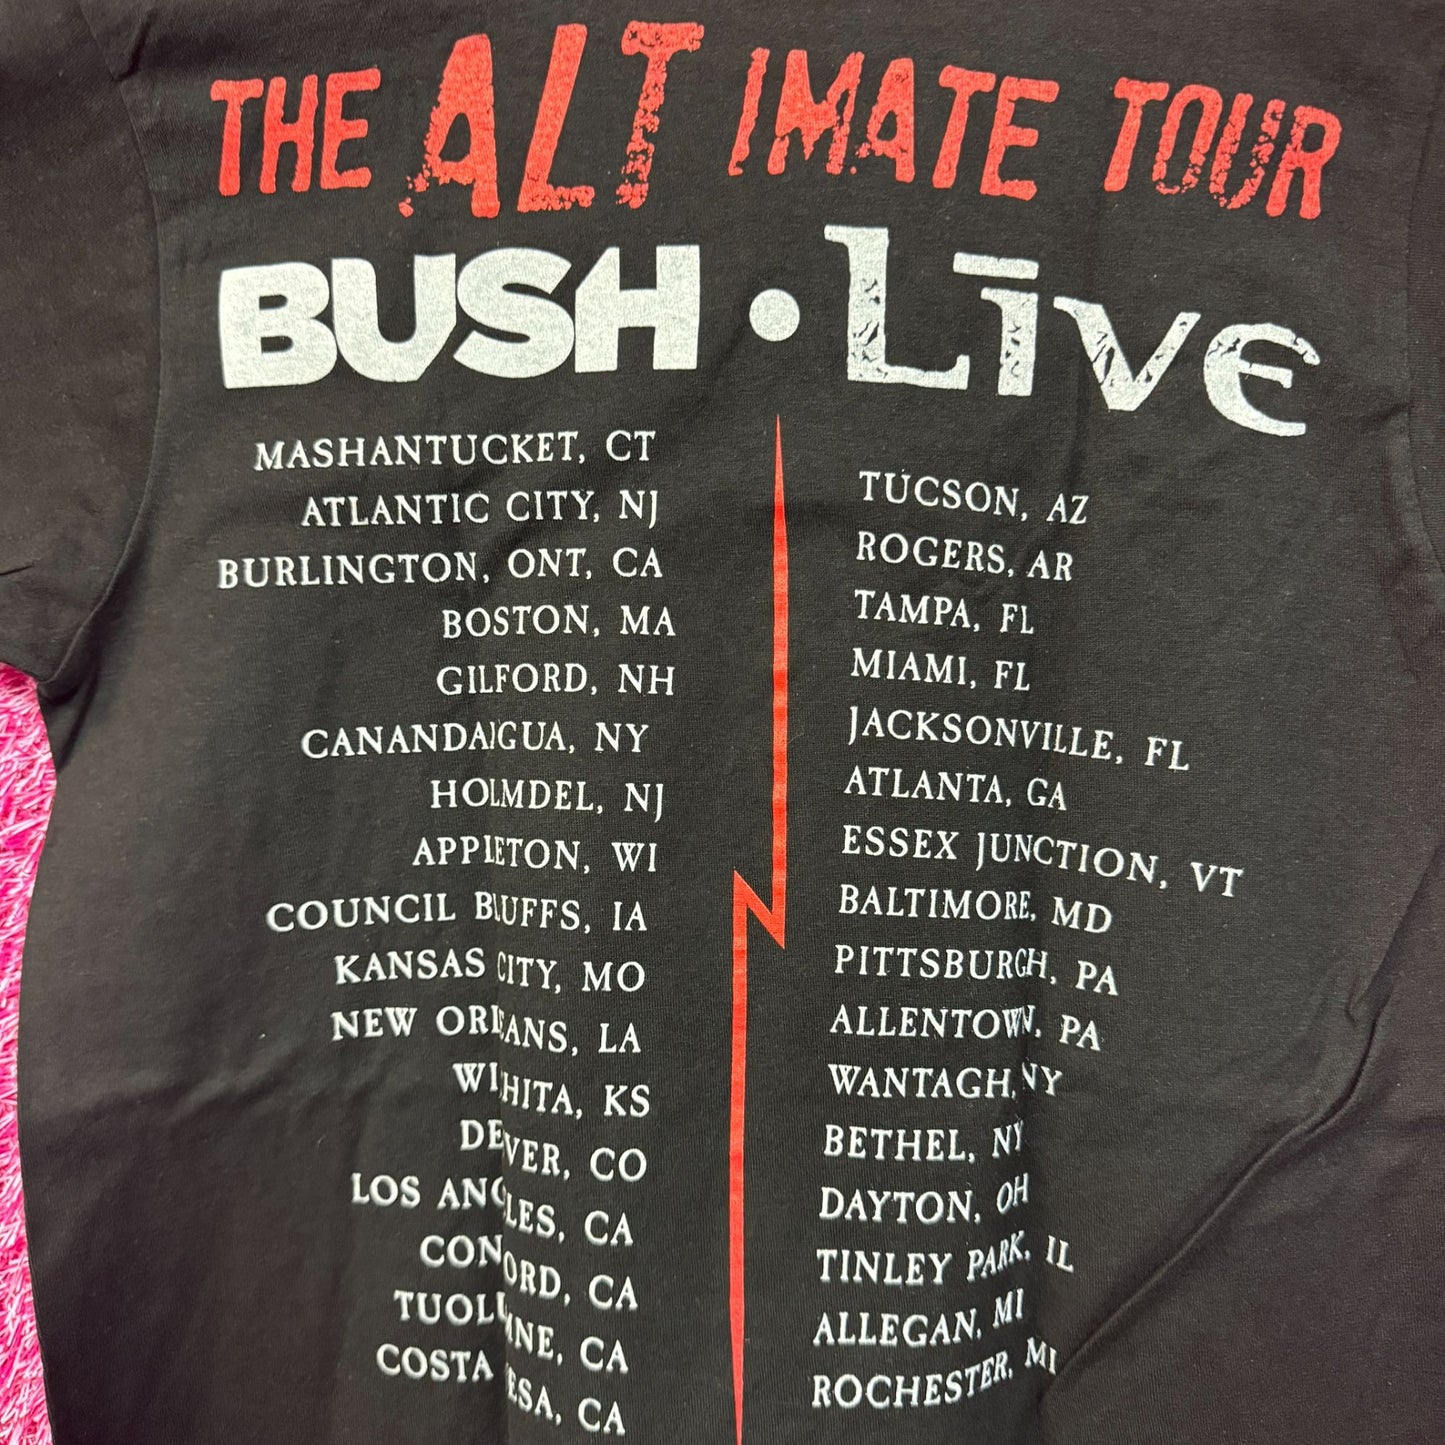 THE ALT IMATE TOUR
BUSH • LĪVE
MASHANTUCKET, CT
ATLANTIC CITY, NJ
BURLINGTON, ONT, CA
BOSTON, MA
GILFORD, NH
CANANDAIGUA, NY
HOLMDEL, NJ
APPLETON, WI
COUNCIL BLUFFS, IA
KANSAS CITY, MO
NEW ORLEANS, LA
WICHITA, KS
DENVER, CO
LOS ANGELES, CA
CONCORD, CA
TUOLUMNE, CA
COSTA MESA, CA
TUCSON, AZ
ROGERS, AR
TAMPA, FL
MIAMI, FL
JACKSONVILLE, FL
ATLANTA, GA
ESSEX JUNCTION, VT
BALTIMORE, MD
PITTSBURGH, PA
ALLENTOWN, PA
WANTAGH, NY
BETHEL, NY
DAYTON, OH
TINLEY PARK, IL
ALLEGAN, MI
ROCHESTER, MI